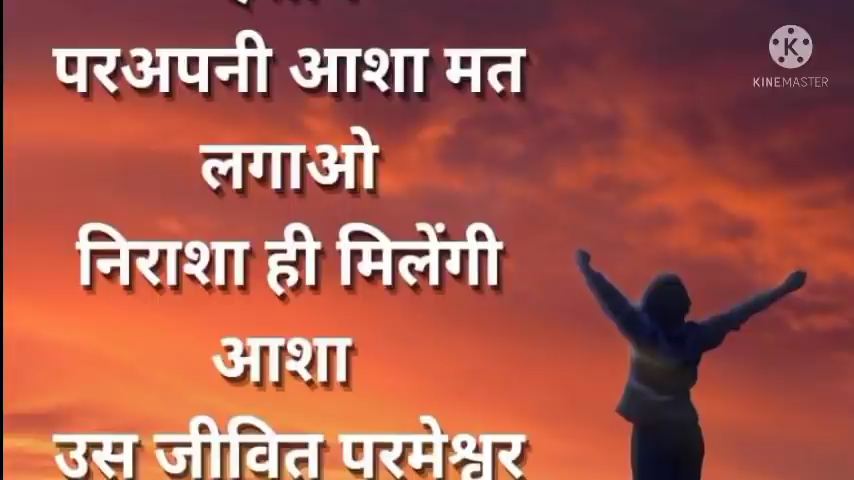 परअपनी आशा मत
लगाओ
निराशा ही मिलेंगी
आशा
उस जीवित परमेश्वर
KINEMASTER